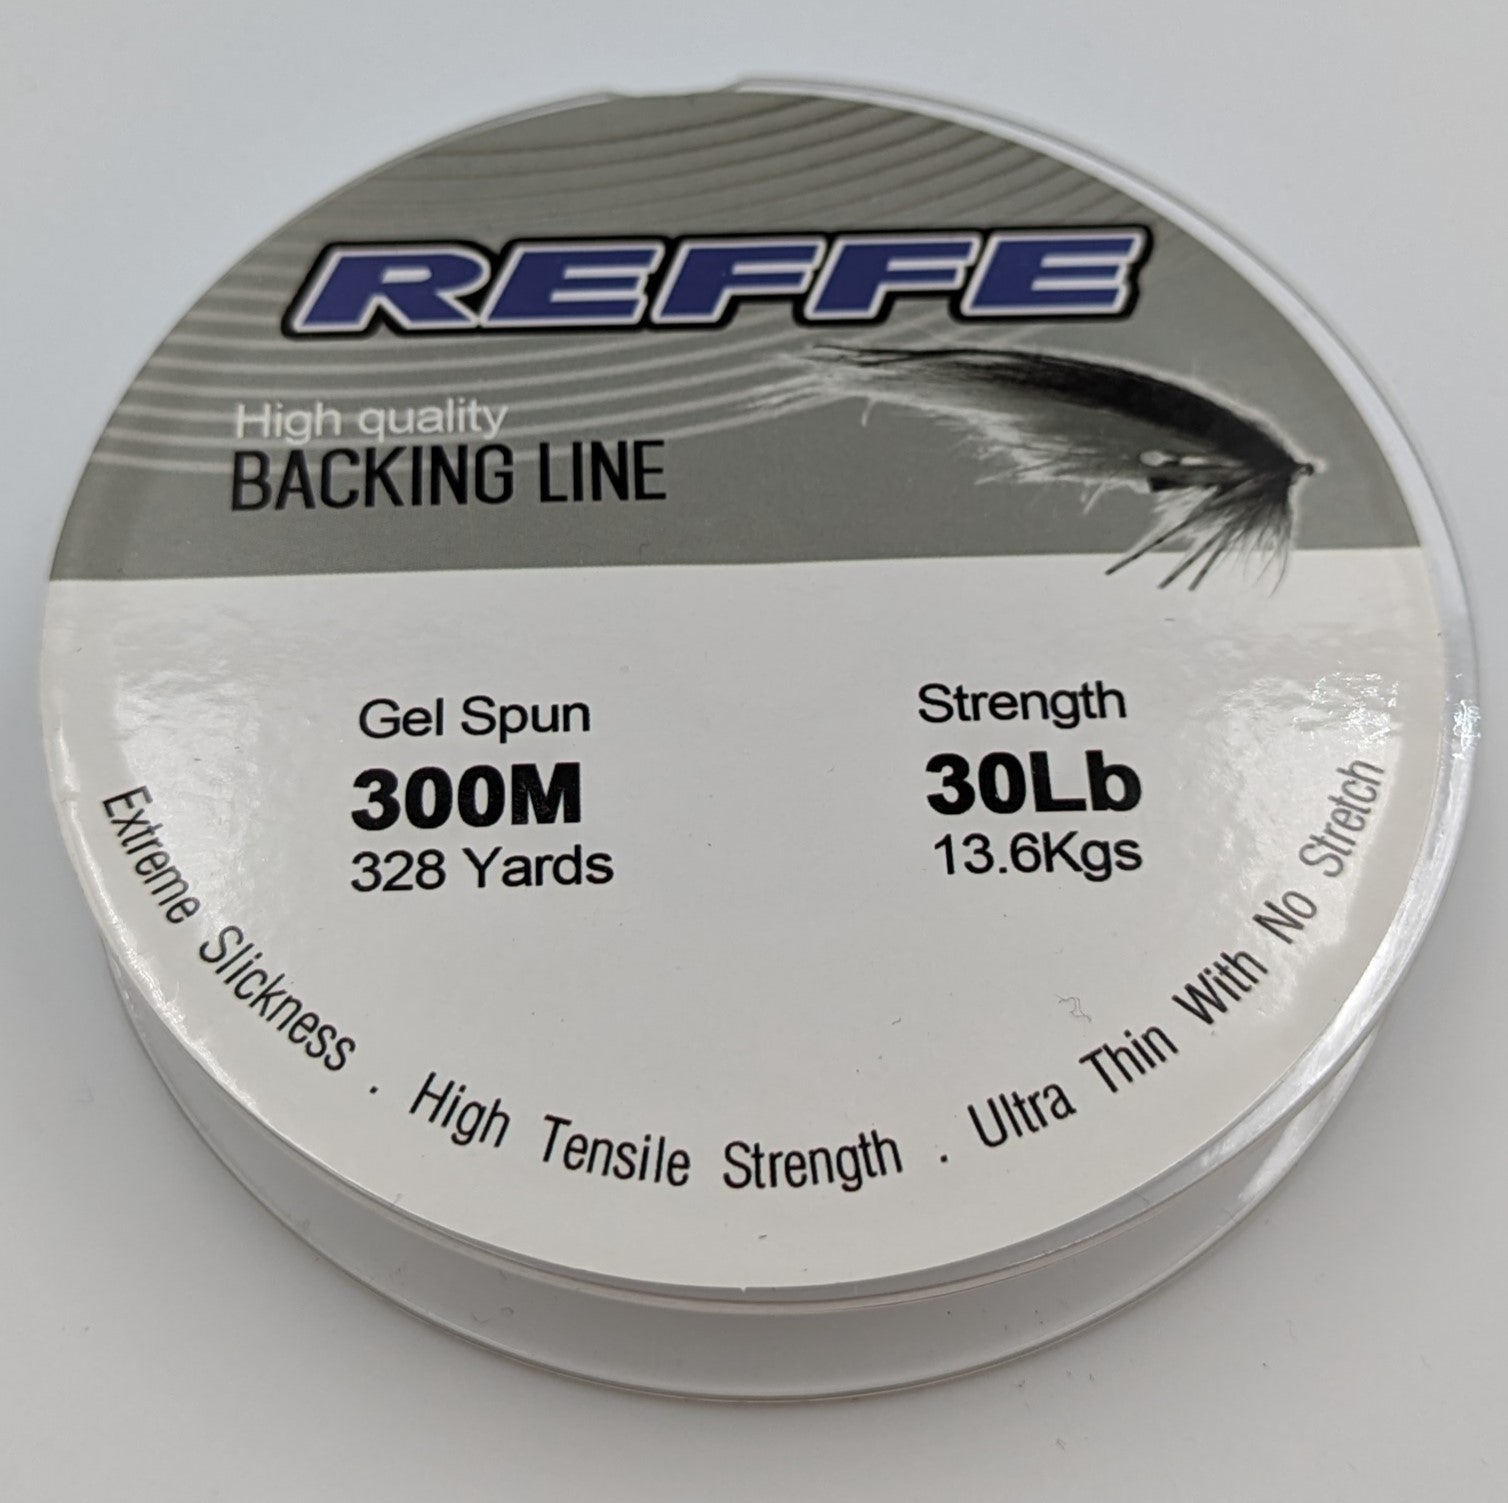 REFFE
High quality
BACKING LINE
Gel Spun
300M
328 Yards
Strength
30Lb
13.6Kgs
Extreme Slickness . High Tensile Strength . Ultra Thin With No Stretch